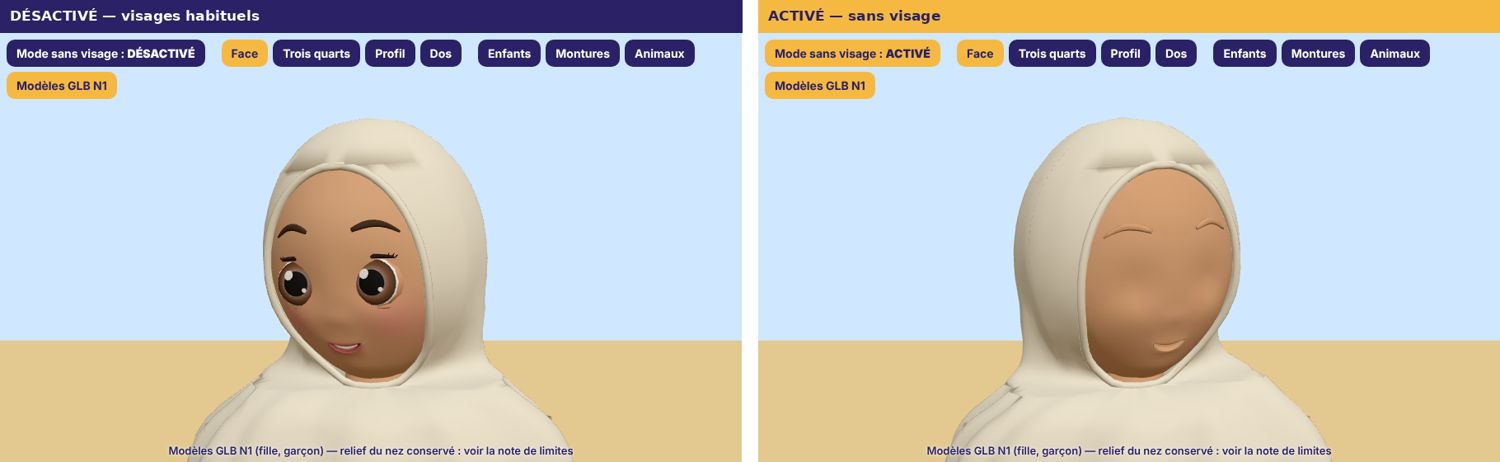 DÉSACTIVÉ — visages habituels
Mode sans visage : DÉSACTIVÉ Face Trois quarts Profil Dos Enfants Montures Animaux
Modèles GLB N1
Modèles GLB N1 (fille, garçon) — relief du nez conservé : voir la note de limites
ACTIVÉ — sans visage
Mode sans visage : ACTIVÉ Face Trois quarts Profil Dos Enfants Montures Animaux
Modèles GLB N1
Modèles GLB N1 (fille, garçon) — relief du nez conservé : voir la note de limites